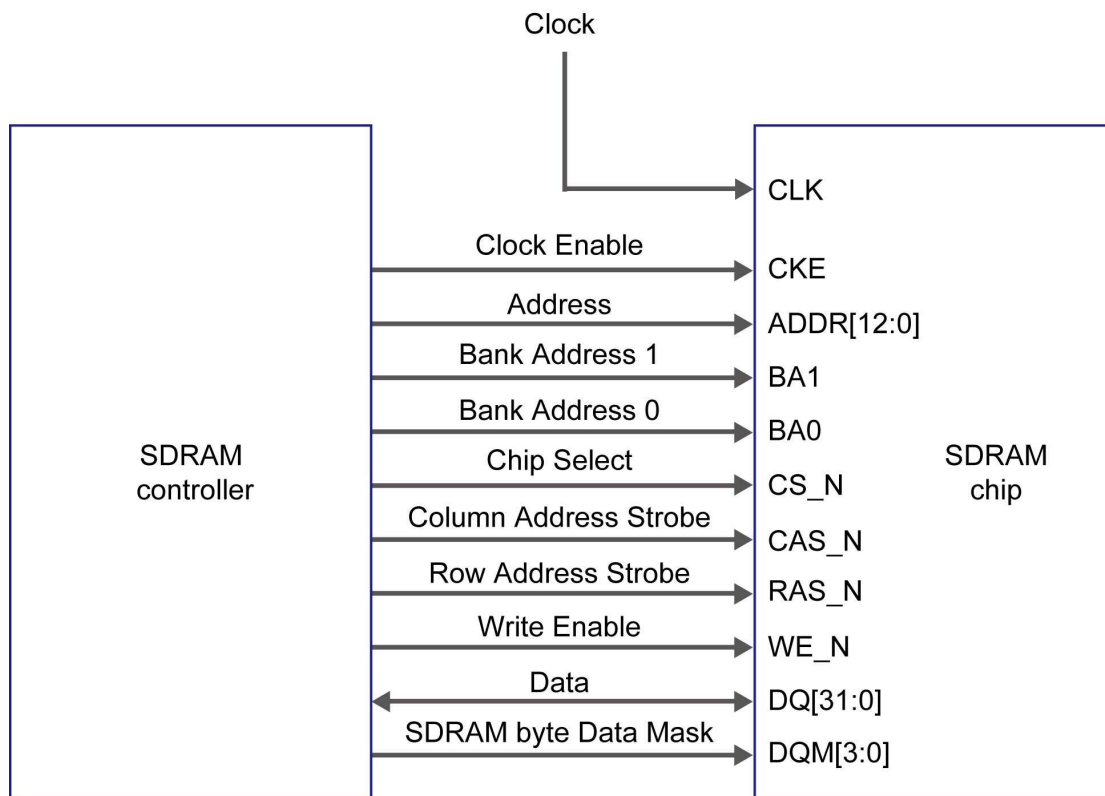 Clock
CLK
Clock Enable
CKE
Address
ADDR[12:0]
Bank Address 1
BA1
Bank Address 0
BA0
SDRAM
controller
SDRAM
chip
Chip Select
CS_N
Column Address Strobe
CAS_N
Row Address Strobe
RAS_N
Write Enable
WE_N
Data
DQ[31:0]
SDRAM byte Data Mask
DQM[3:0]